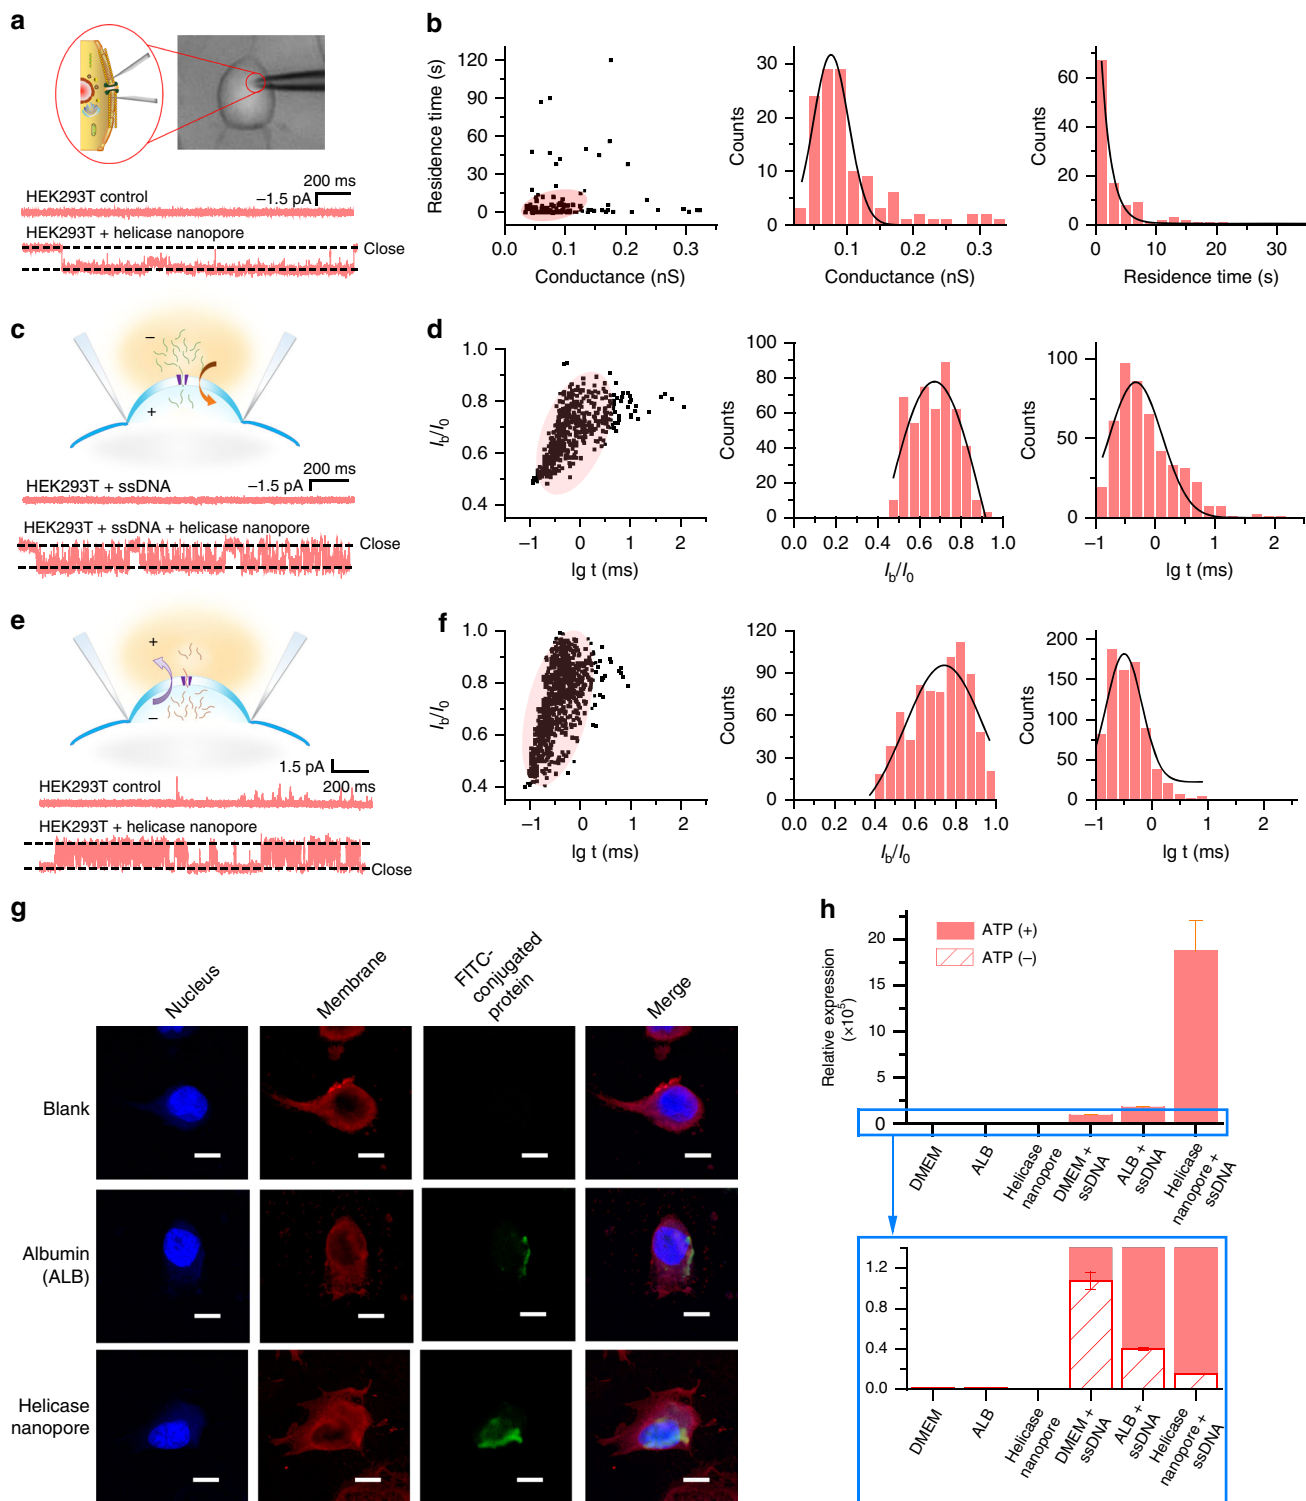 a
200 ms
−1.5 pA
HEK293T control
HEK293T + helicase nanopore
Close
b
Residence time (s)
120
90
60
30
0
0.0
0.1
0.2
0.3
Conductance (nS)
Counts
30
20
10
0
0.1
0.2
0.3
Conductance (nS)
Counts
60
40
20
0
0
10
20
30
Residence time (s)
c
−
+
200 ms
−1.5 pA
HEK293T + ssDNA
HEK293T + ssDNA + helicase nanopore
Close
d
Ib/I0
1.0
0.8
0.6
0.4
−1
0
1
2
lg t (ms)
Counts
100
80
60
40
20
0
0.0
0.2
0.4
0.6
0.8
1.0
Ib/I0
Counts
100
50
0
−1
0
1
2
lg t (ms)
e
+
−
1.5 pA
200 ms
HEK293T control
HEK293T + helicase nanopore
Close
f
Ib/I0
1.0
0.8
0.6
0.4
−1
0
1
2
lg t (ms)
Counts
120
90
60
30
0
0.0
0.2
0.4
0.6
0.8
1.0
Ib/I0
Counts
200
150
100
50
0
−1
0
1
2
lg t (ms)
g
Nucleus
Membrane
FITC-
conjugated
protein
Merge
Blank
Albumin
(ALB)
Helicase
nanopore
h
ATP (+)
ATP (−)
Relative expression
(×10⁵)
20
15
10
5
0
DMEM
ALB
Helicase
nanopore
DMEM +
ssDNA
ALB +
ssDNA
Helicase
nanopore +
ssDNA
1.2
0.8
0.4
0.0
DMEM
ALB
Helicase
nanopore
DMEM +
ssDNA
ALB +
ssDNA
Helicase
nanopore +
ssDNA